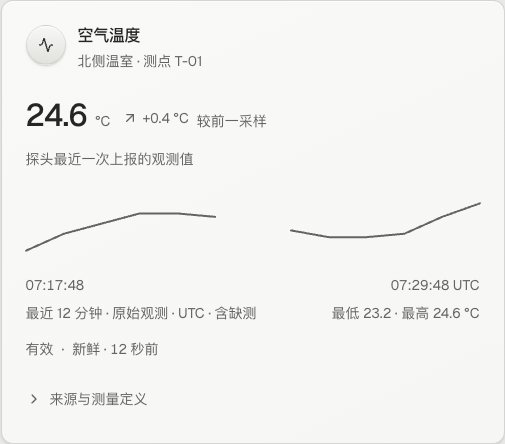 空气温度
北侧温室 · 测点 T-01
24.6 °C ↗ +0.4 °C 较前一采样
探头最近一次上报的观测值
07:17:48 07:29:48 UTC
最近 12 分钟 · 原始观测 · UTC · 含缺测 最低 23.2 · 最高 24.6 °C
有效 · 新鲜 · 12 秒前
来源与测量定义